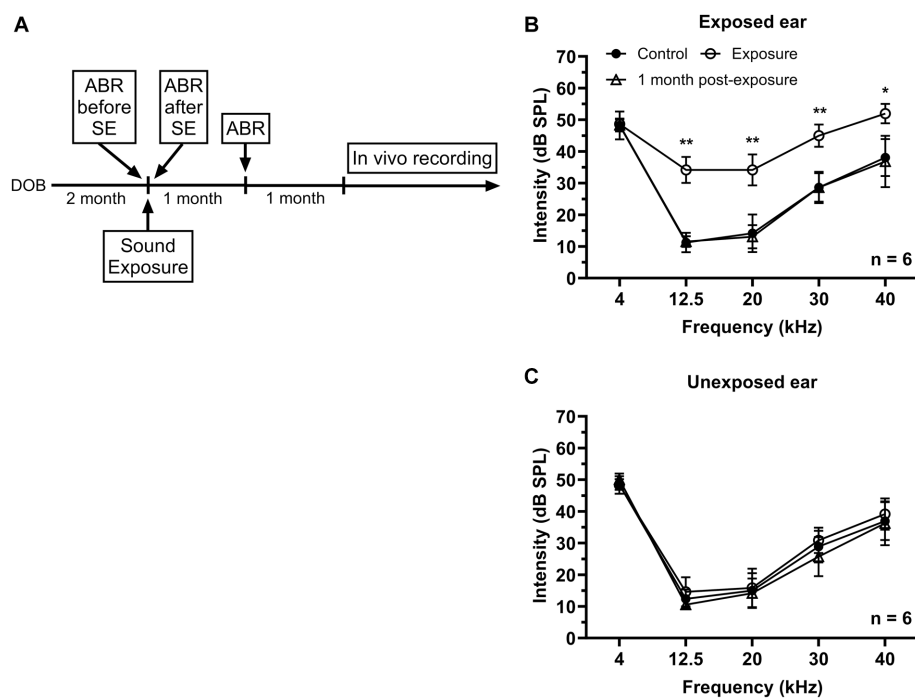 A
ABR
before
SE
ABR
after
SE
ABR
In vivo recording
DOB
2 month
1 month
1 month
Sound
Exposure
B
Exposed ear
Control
Exposure
1 month post-exposure
Intensity (dB SPL)
70
60
50
40
30
20
10
0
**
**
**
*
n = 6
4
12.5
20
30
40
Frequency (kHz)
C
Unexposed ear
Intensity (dB SPL)
70
60
50
40
30
20
10
0
n = 6
4
12.5
20
30
40
Frequency (kHz)